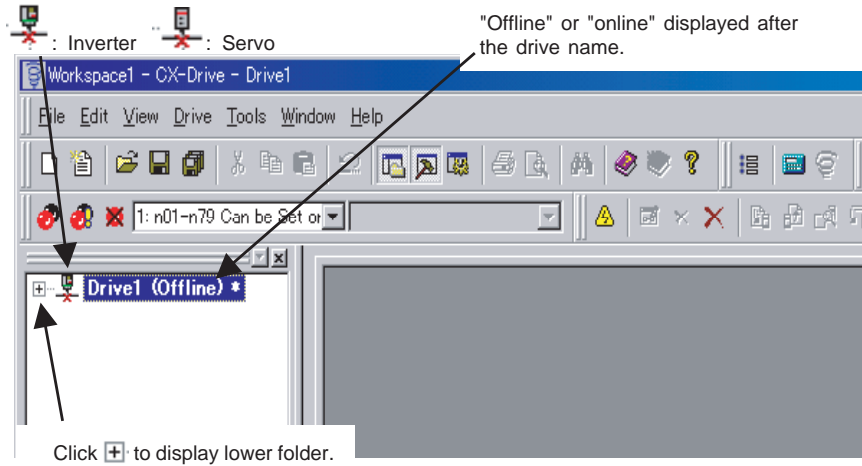 : Inverter : Servo
"Offline" or "online" displayed after
the drive name.
Workspace1 - CX-Drive - Drive1
File Edit View Drive Tools Window Help
1: n01-n79 Can be Set or
Drive1 (Offline) *
Click + to display lower folder.